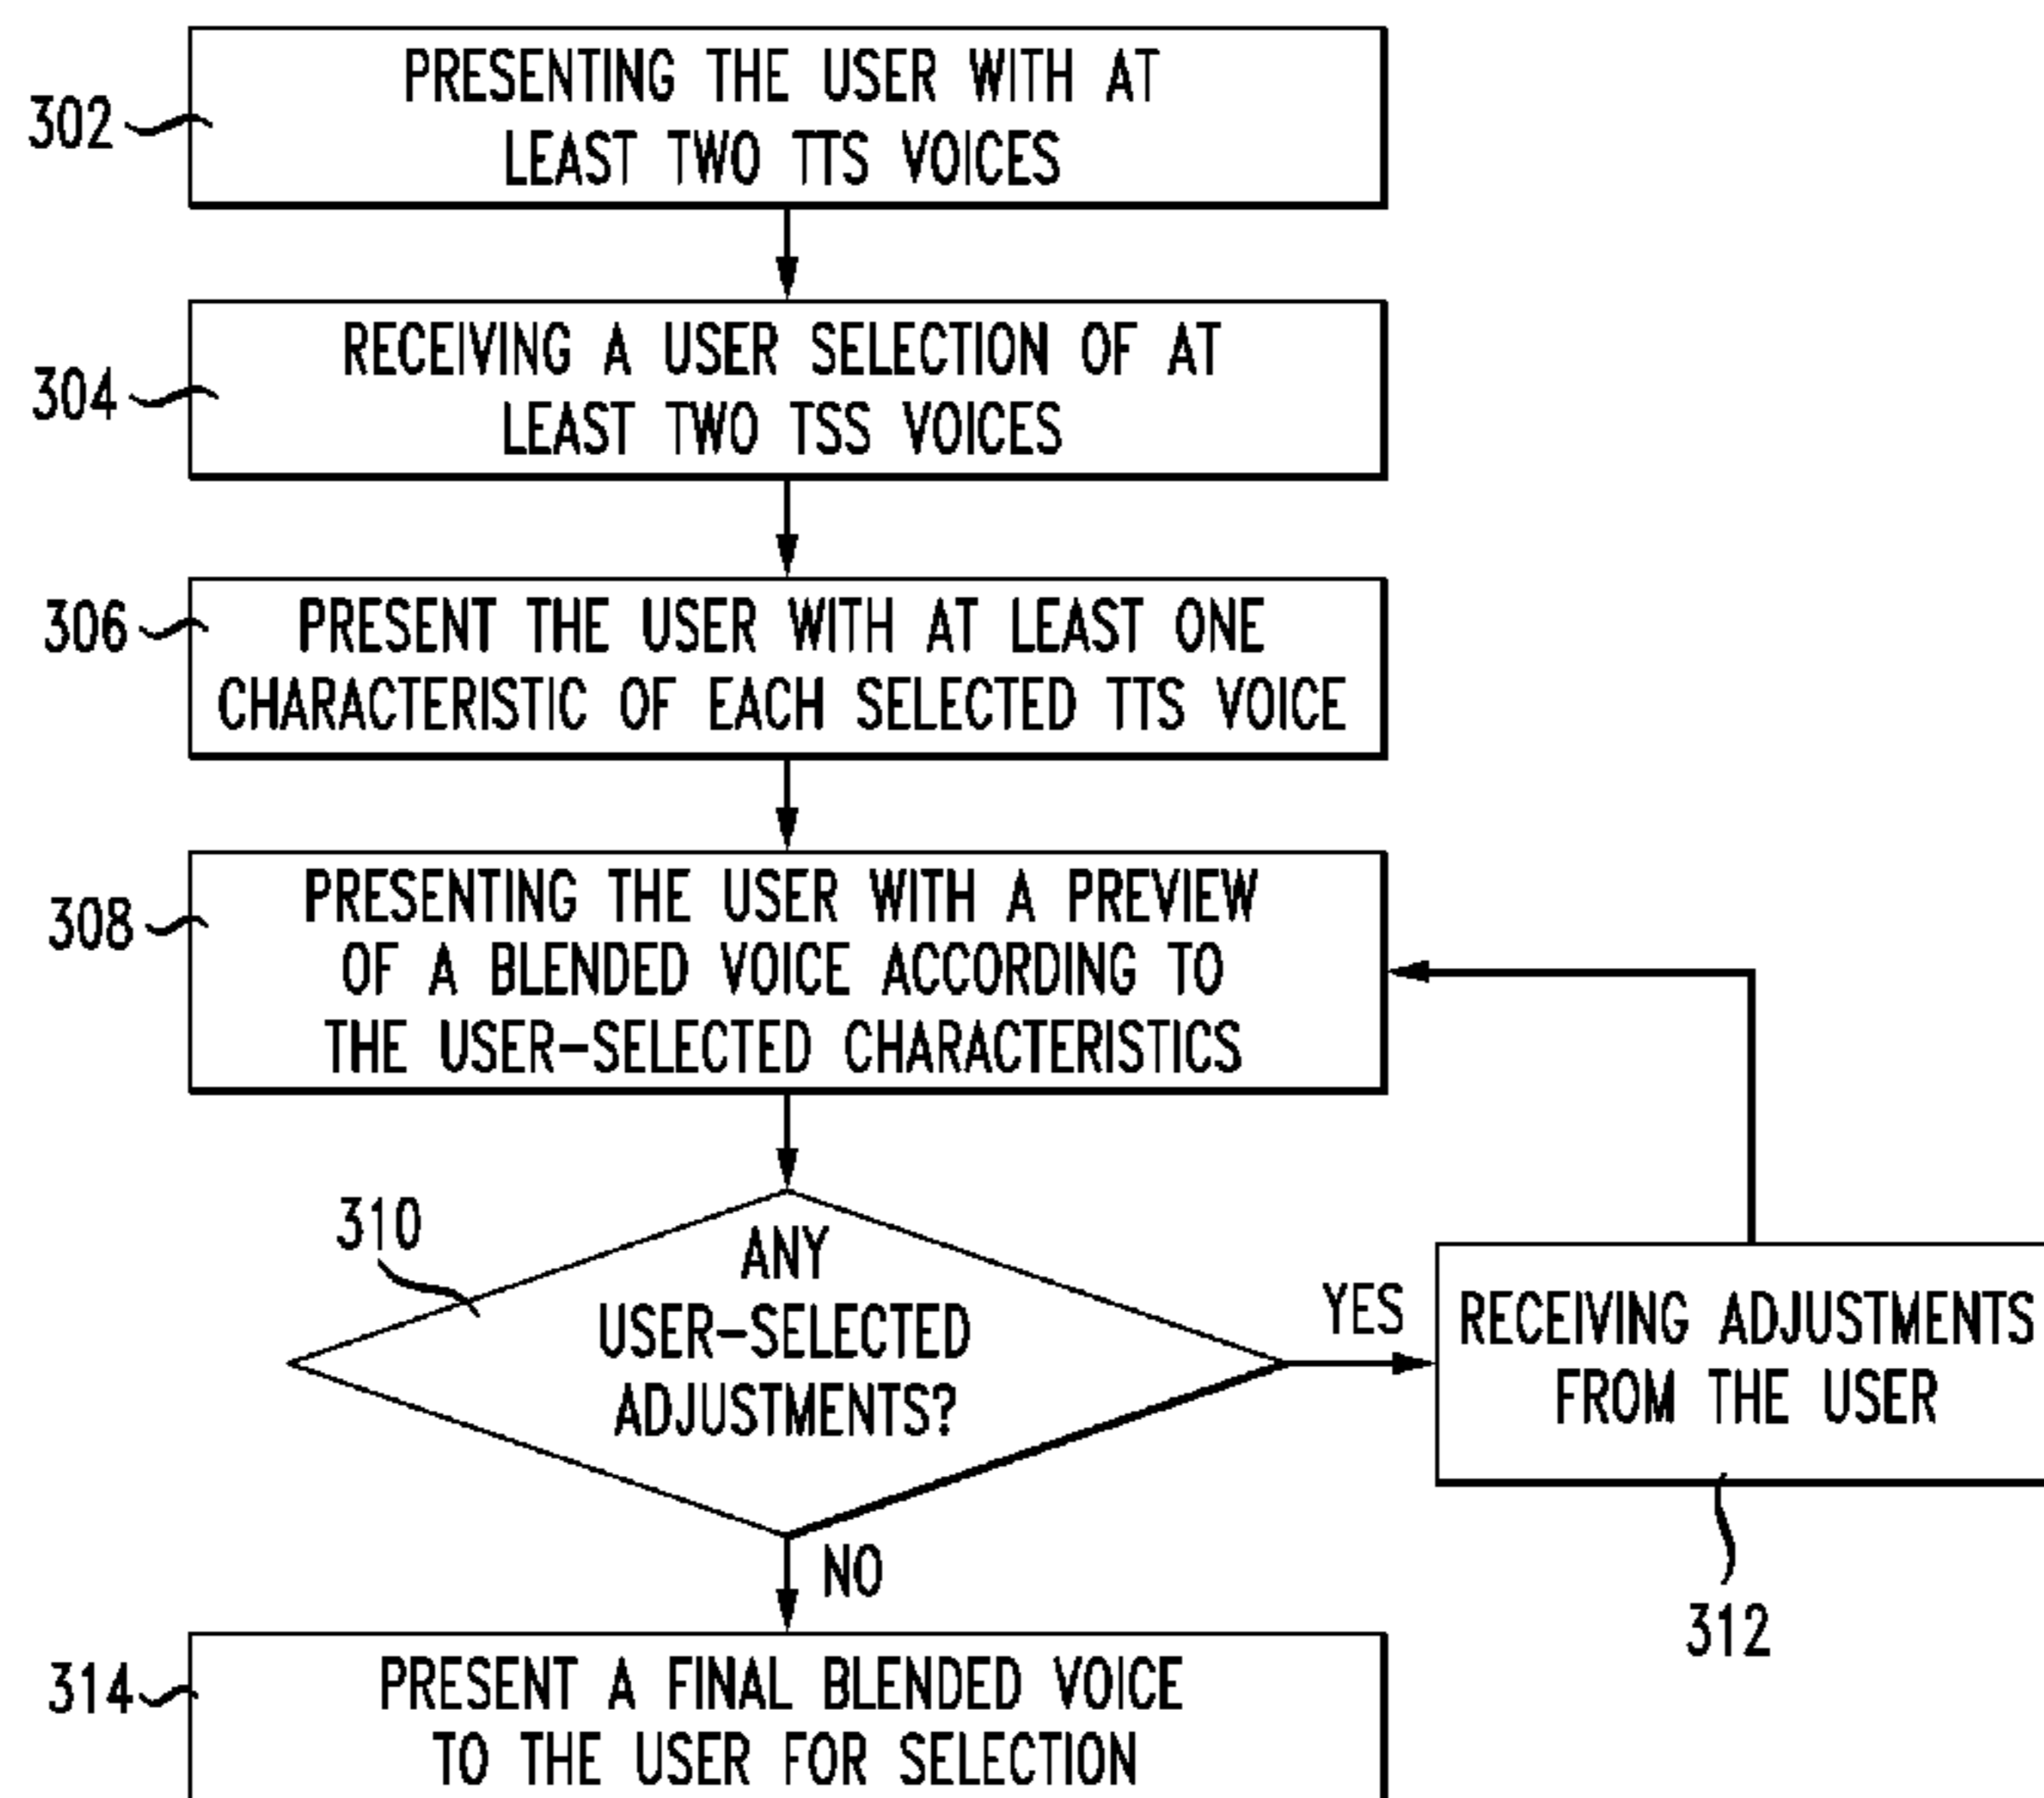 302
PRESENTING THE USER WITH AT
LEAST TWO TTS VOICES
304
RECEIVING A USER SELECTION OF AT
LEAST TWO TSS VOICES
306
PRESENT THE USER WITH AT LEAST ONE
CHARACTERISTIC OF EACH SELECTED TTS VOICE
308
PRESENTING THE USER WITH A PREVIEW
OF A BLENDED VOICE ACCORDING TO
THE USER-SELECTED CHARACTERISTICS
310
ANY
USER-SELECTED
ADJUSTMENTS?
YES
RECEIVING ADJUSTMENTS
FROM THE USER
312
NO
314
PRESENT A FINAL BLENDED VOICE
TO THE USER FOR SELECTION